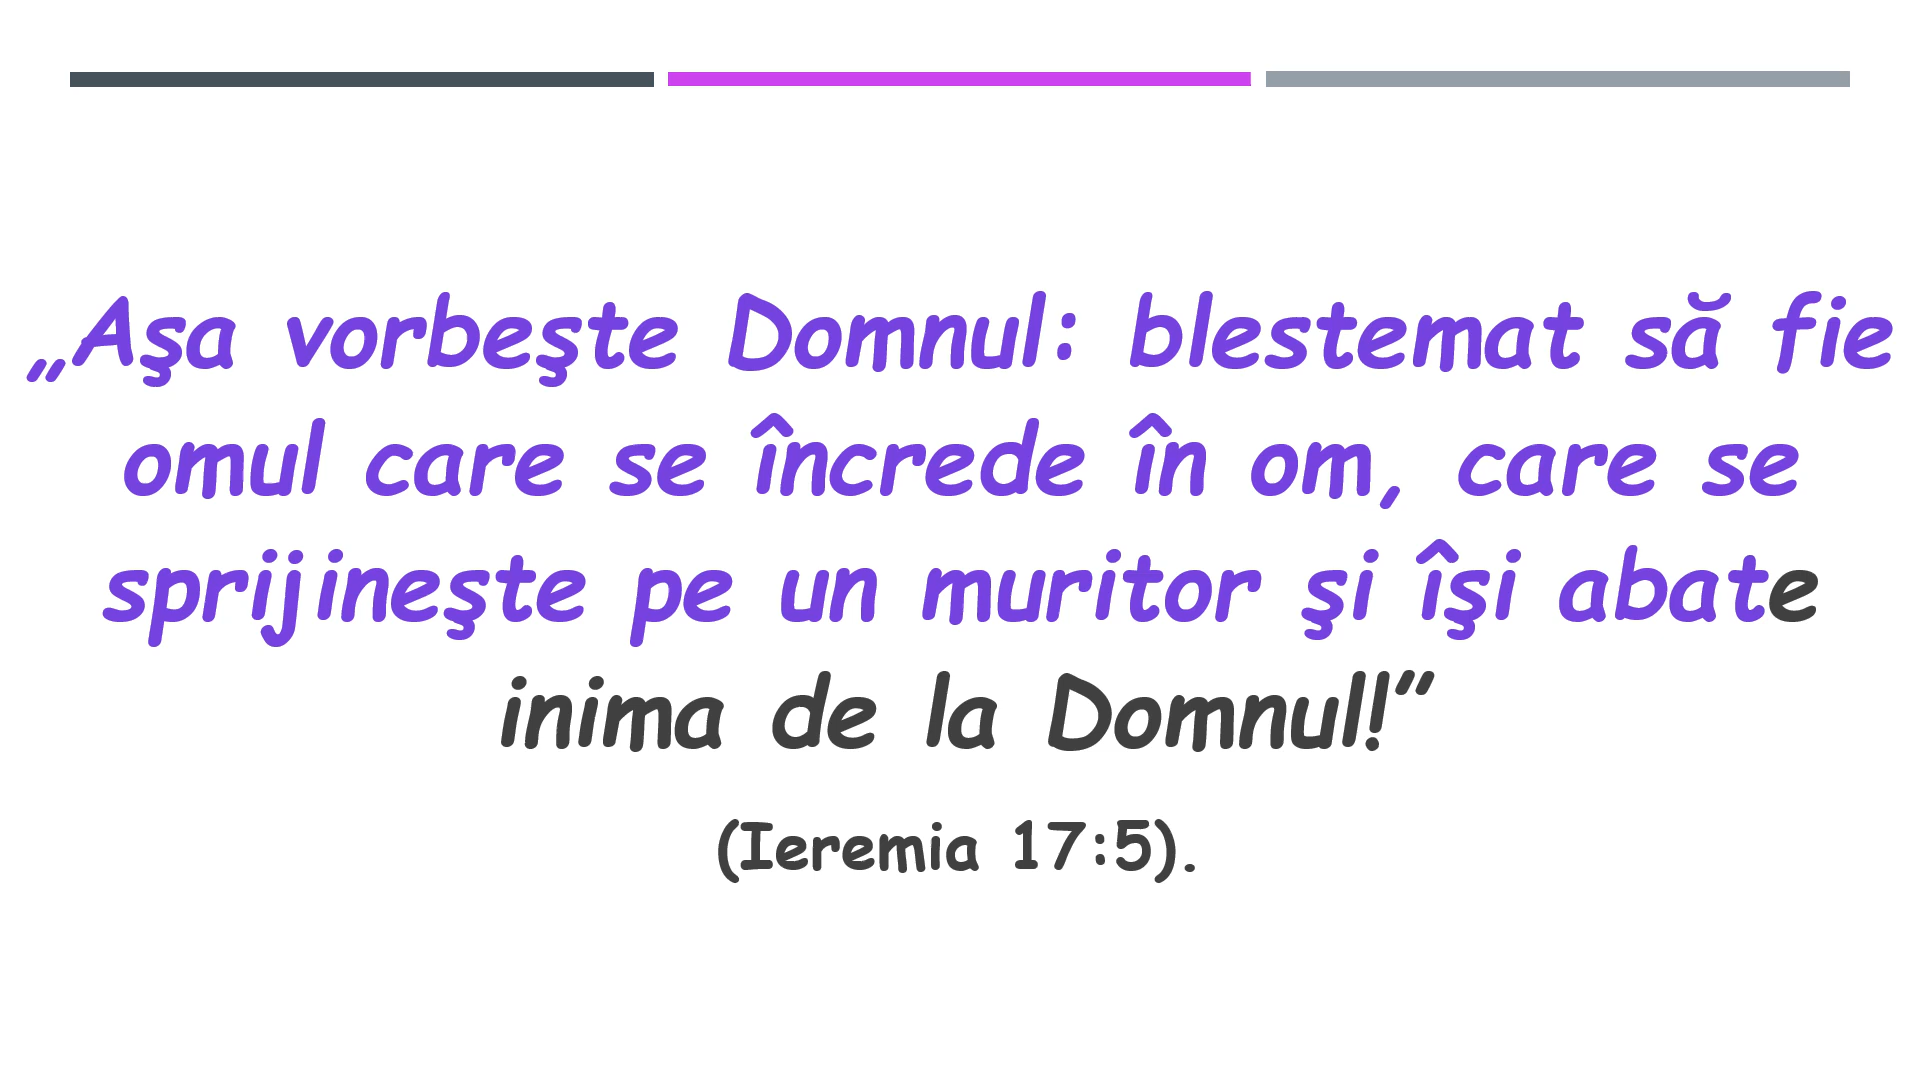 „Aşa vorbeşte Domnul: blestemat să fie
omul care se încrede în om, care se
sprijineşte pe un muritor şi îşi abate
inima de la Domnul!”
(Ieremia 17:5).